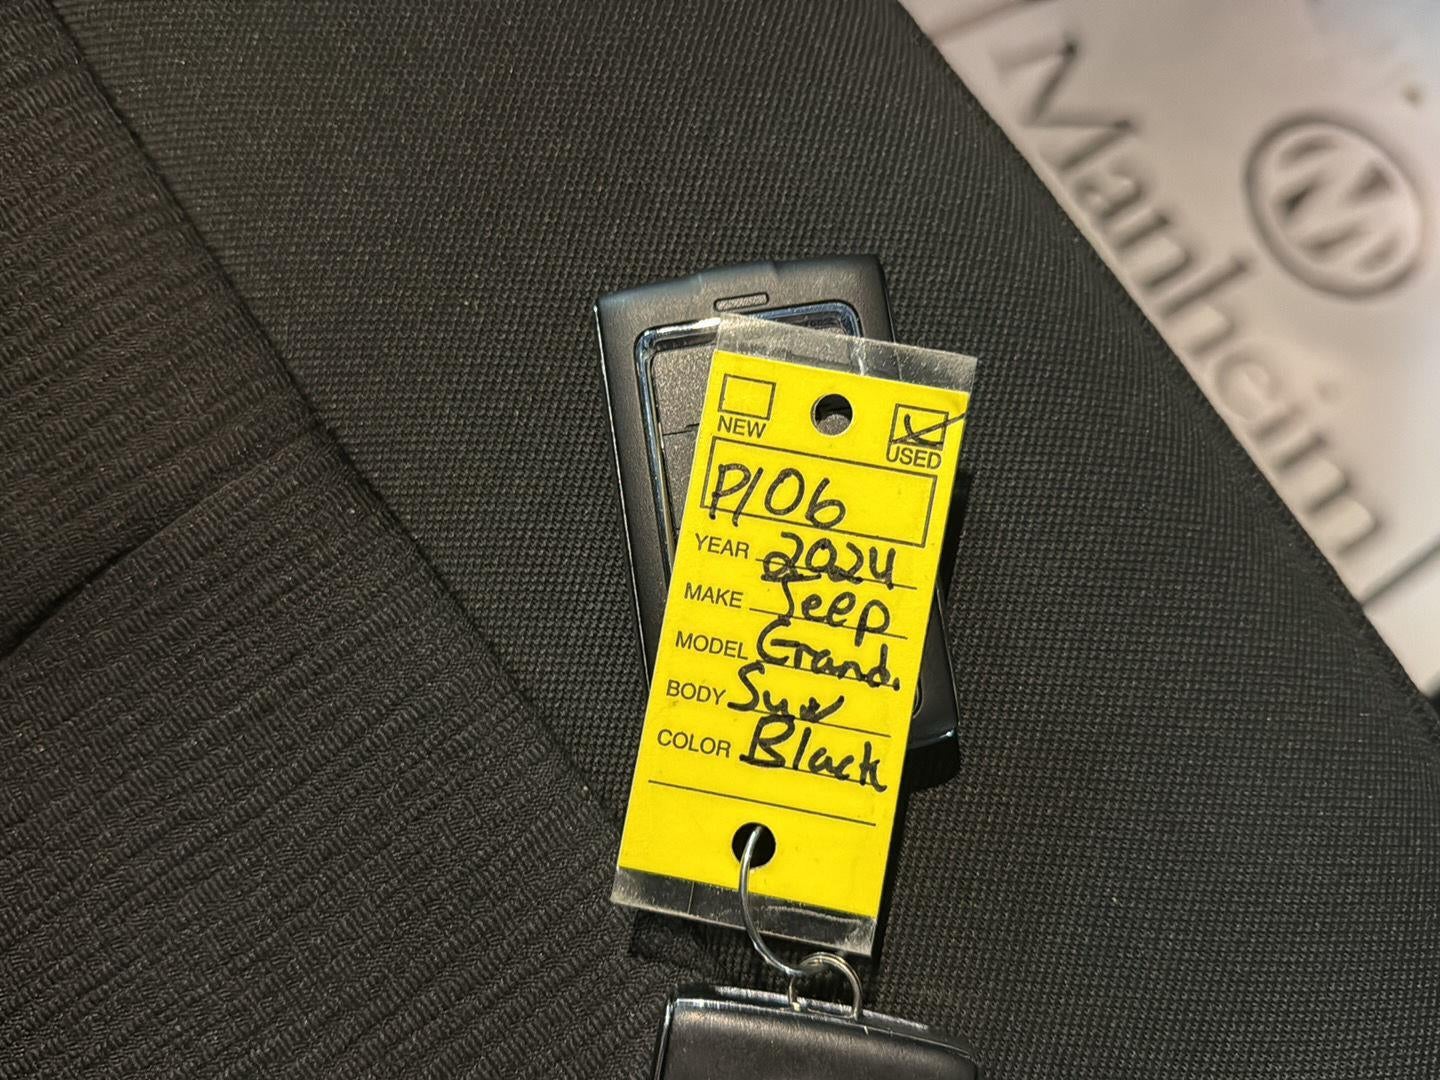 Manheim
NEW
USED
P106
YEAR 2024
MAKE Jeep
MODEL Grand.
BODY Suv
COLOR Black